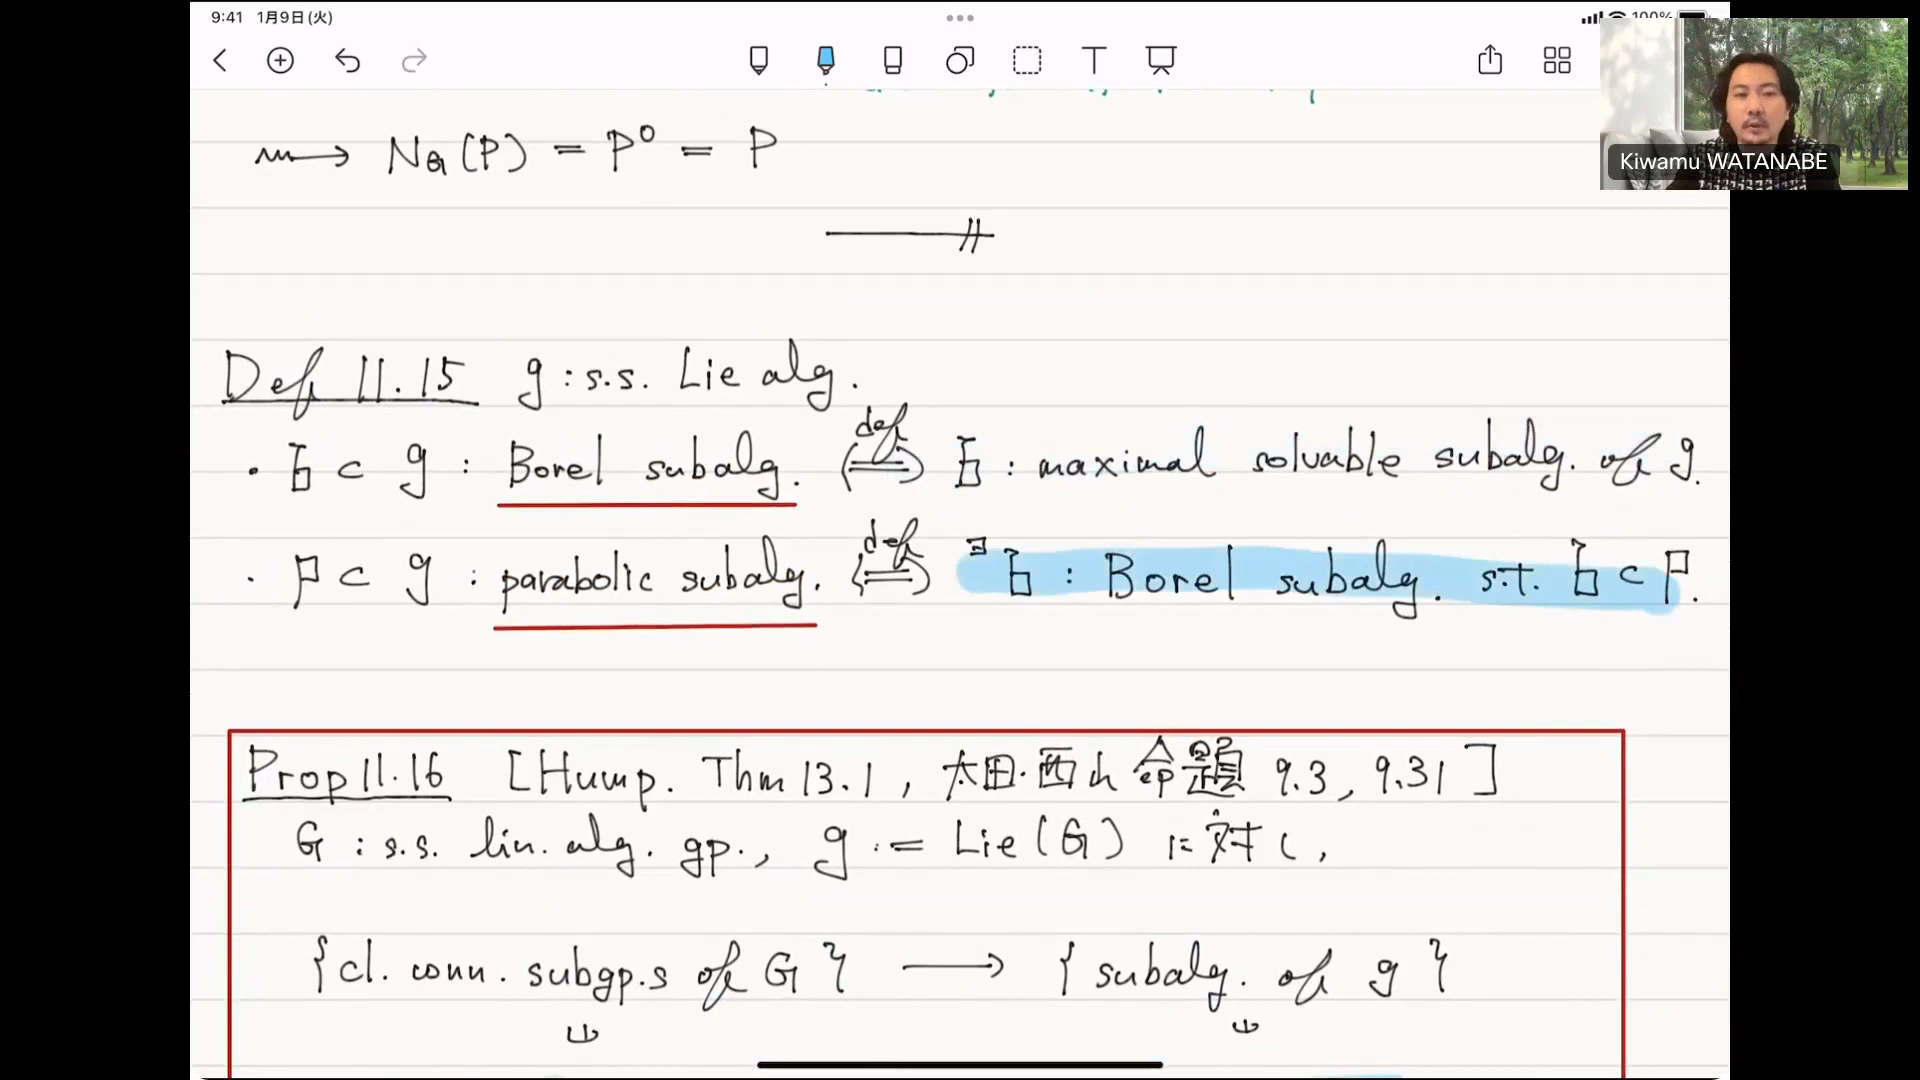 9:41 1月9日(火)
100%
Kiwamu WATANABE
⟿ N_G(P) = P⁰ = P
Def 11.15 𝔤 : s.s. Lie alg.
・𝔟 ⊂ 𝔤 : Borel subalg. ⟺(def) 𝔟 : maximal solvable subalg. of 𝔤.
・𝔭 ⊂ 𝔤 : parabolic subalg. ⟺(def) ∃𝔟 : Borel subalg. s.t. 𝔟 ⊂ 𝔭.
Prop 11.16 [Hump. Thm 13.1, 太田・西山 命題 9.3, 9.31]
G : s.s. lin. alg. gp., 𝔤 := Lie(G) に対し,
{cl. conn. subgp.s of G} ⟶ {subalg. of 𝔤}
∪ ∪